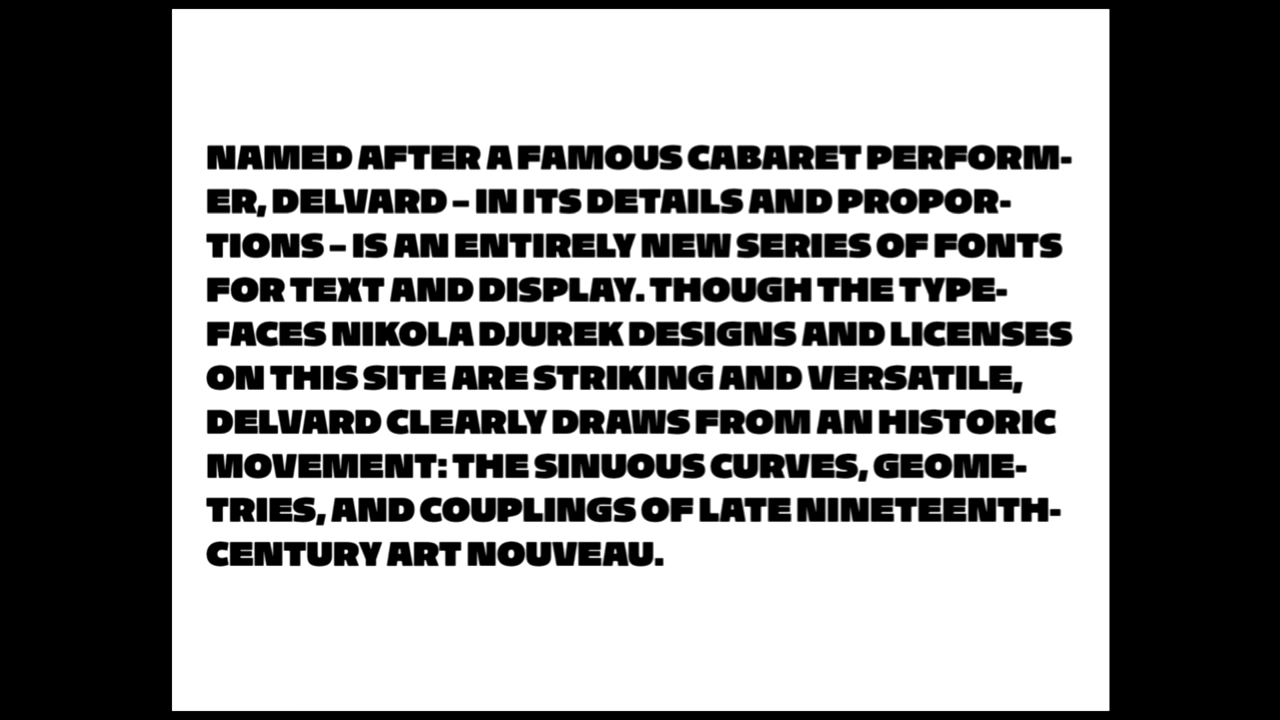 NAMED AFTER A FAMOUS CABARET PERFORM-
ER, DELVARD – IN ITS DETAILS AND PROPOR-
TIONS – IS AN ENTIRELY NEW SERIES OF FONTS
FOR TEXT AND DISPLAY. THOUGH THE TYPE-
FACES NIKOLA DJUREK DESIGNS AND LICENSES
ON THIS SITE ARE STRIKING AND VERSATILE,
DELVARD CLEARLY DRAWS FROM AN HISTORIC
MOVEMENT: THE SINUOUS CURVES, GEOME-
TRIES, AND COUPLINGS OF LATE NINETEENTH-
CENTURY ART NOUVEAU.